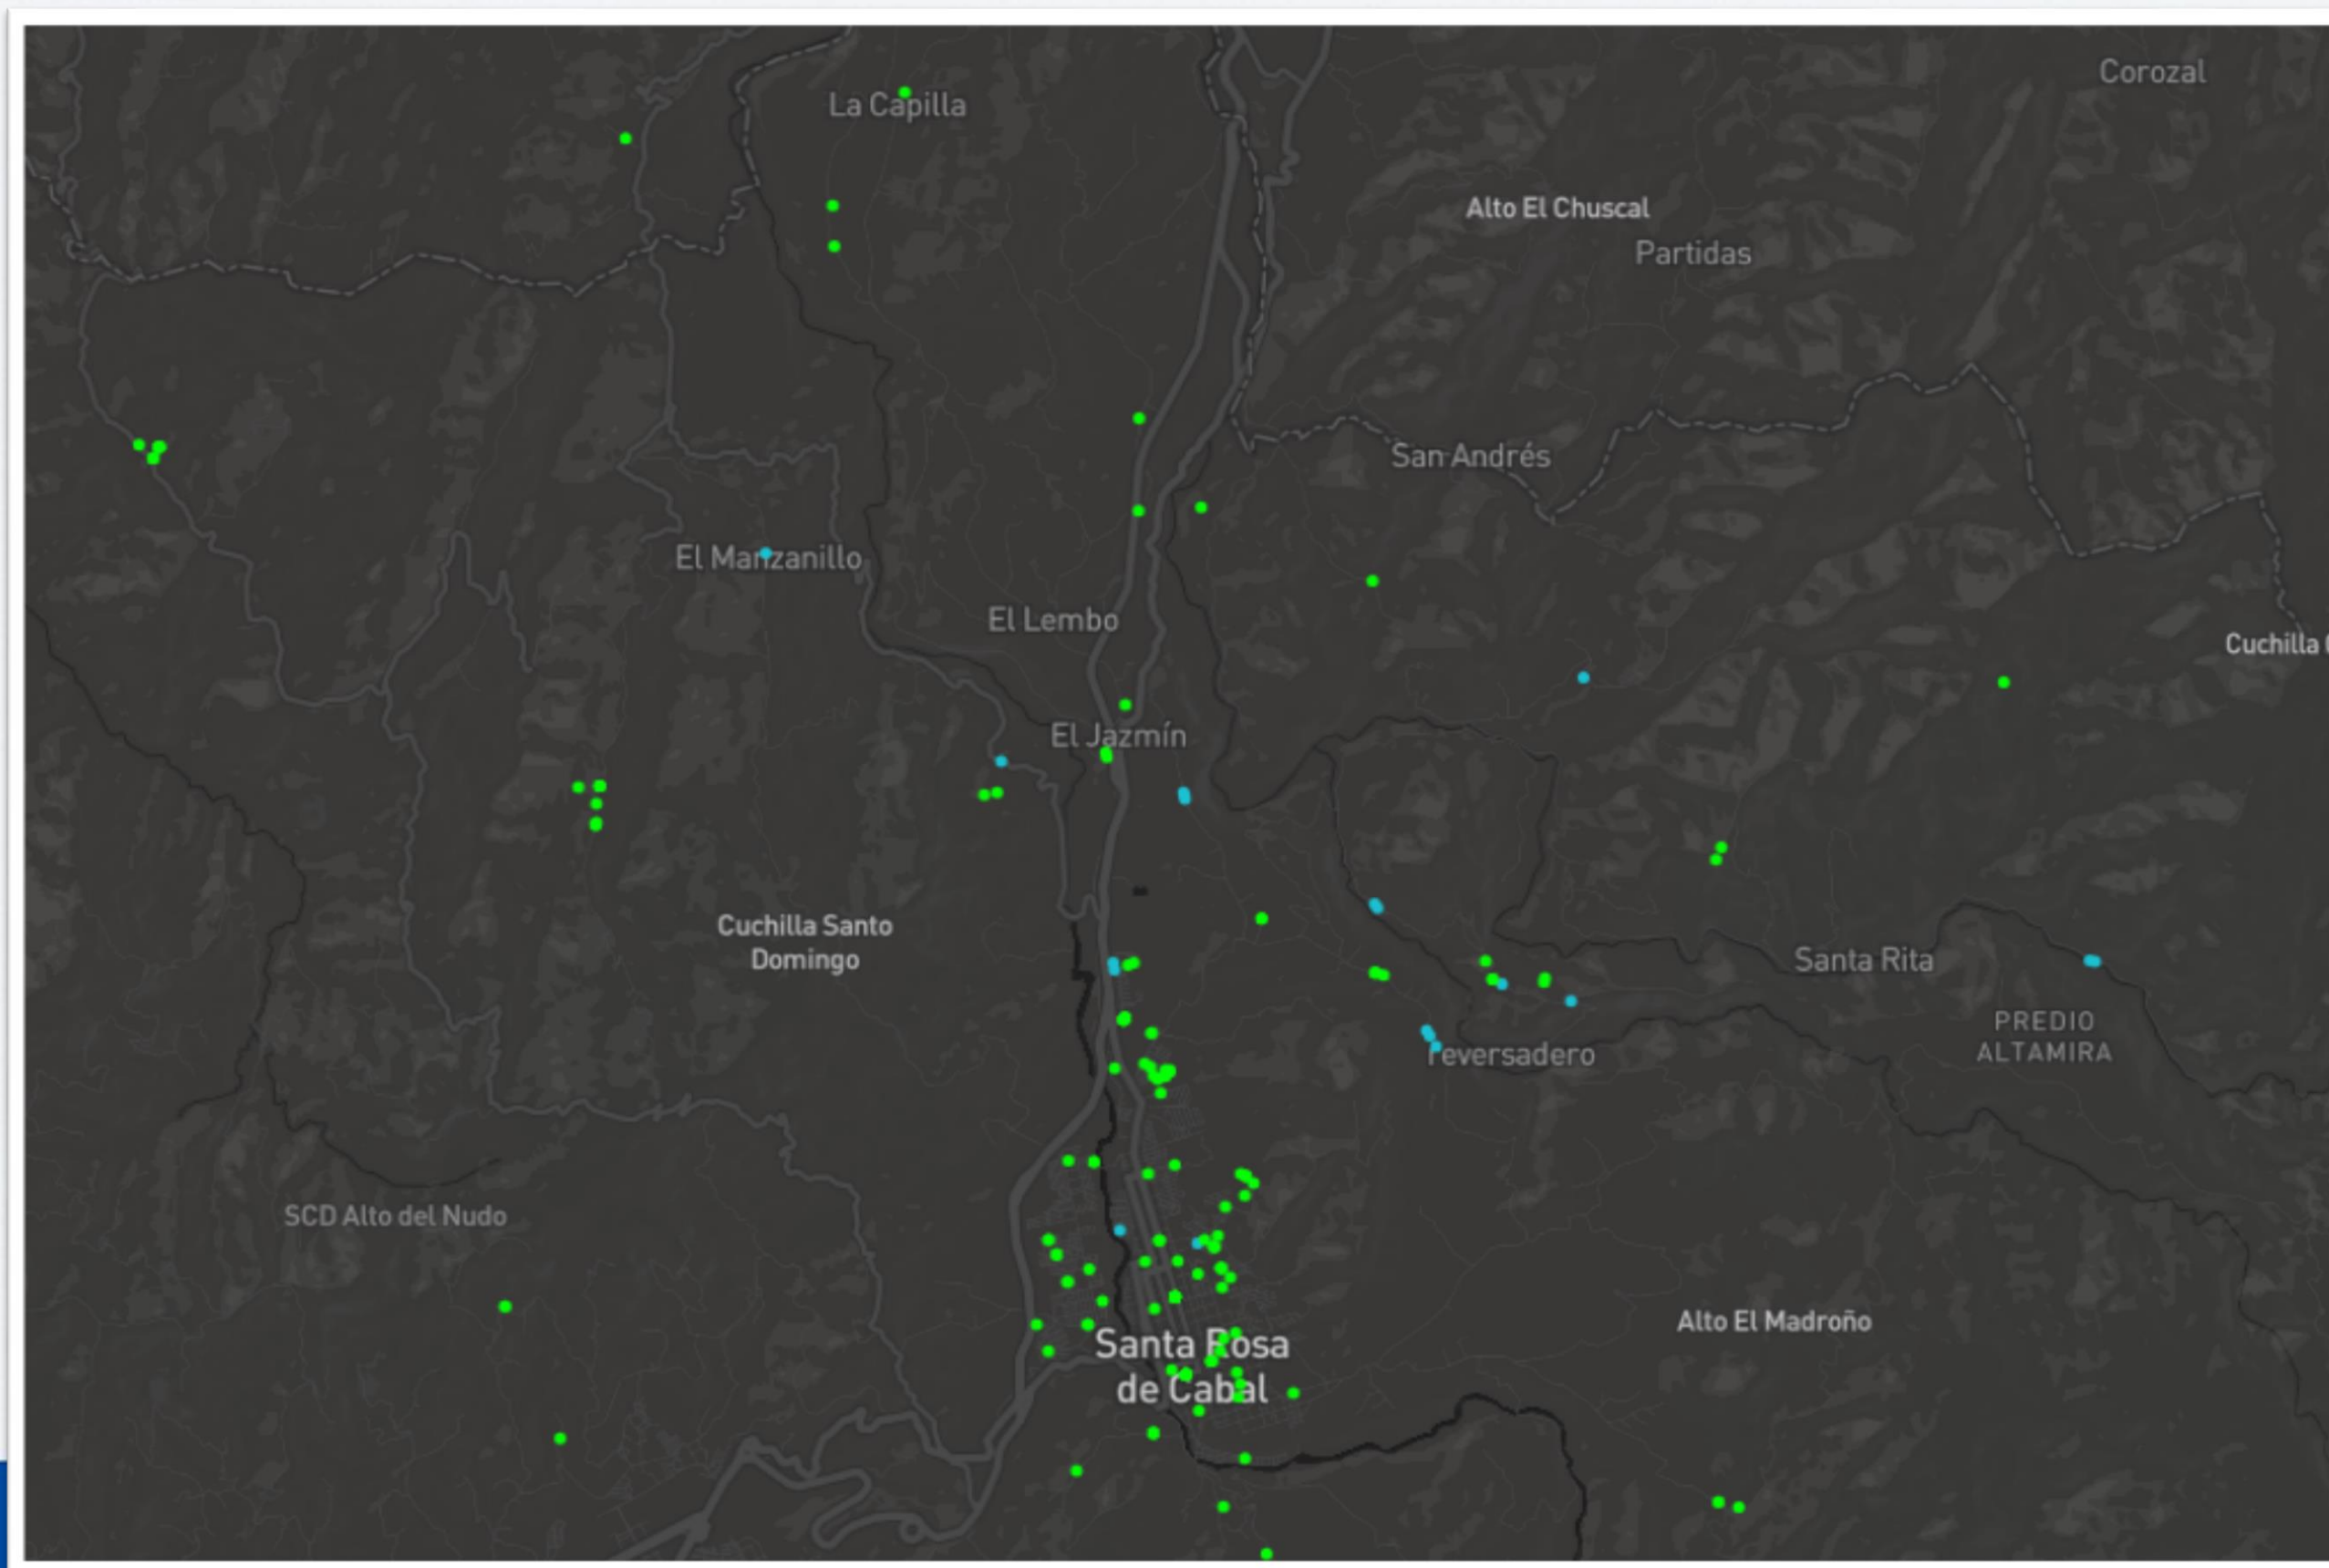 Corozal
La Capilla
Alto El Chuscal
Partidas
San Andrés
El Manzanillo
El Lembo
Cuchilla
El Jazmín
Cuchilla Santo
Domingo
Santa Rita
PREDIO
ALTAMIRA
Teversadero
SCD Alto del Nudo
Alto El Madroño
Santa Rosa
de Cabal